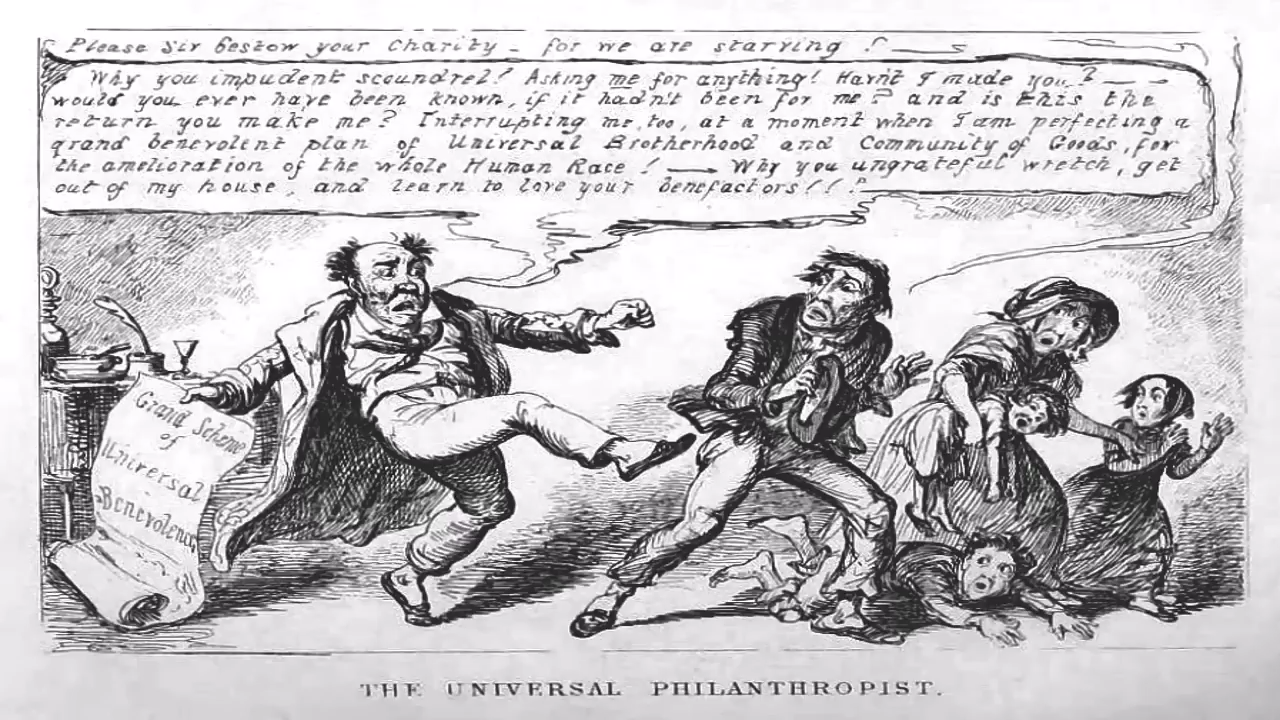 Please Sir bestow your Charity - for we are starving !
Why you impudent scoundrel! Asking me for anything! Havn't I made you?
would you ever have been known, if it hadn't been for me? and is this the
return you make me? Interrupting me, too, at a moment when I am perfecting a
grand benevolent plan of Universal Brotherhood and Community of Goods, for
the amelioration of the whole Human Race ! — Why you ungrateful wretch, get
out of my house, and learn to love your benefactors!!!
Grand Scheme
of
Universal
Benevolence
THE UNIVERSAL PHILANTHROPIST.